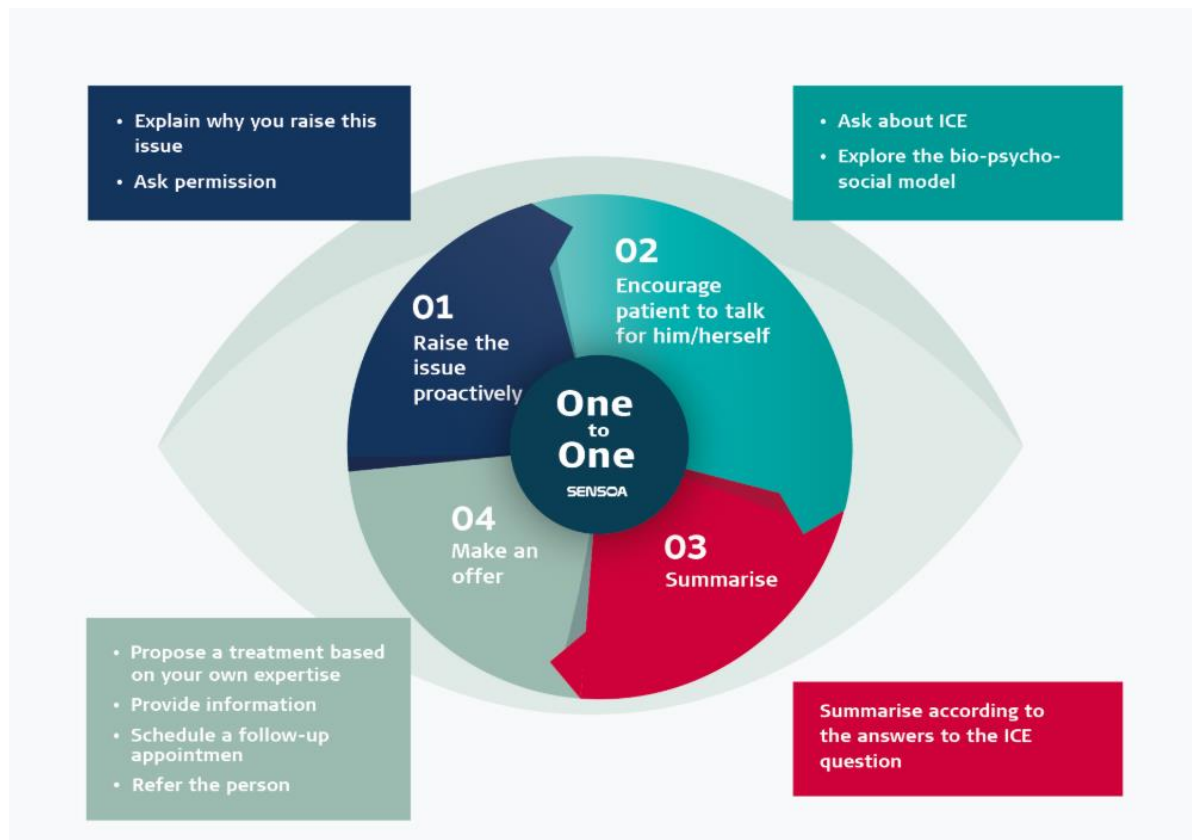 • Explain why you raise this
issue
• Ask permission
• Ask about ICE
• Explore the bio-psycho-
social model
01
Raise the
issue
proactively
02
Encourage
patient to talk
for him/herself
One
to
One
SENSOA
03
Summarise
04
Make an
offer
• Propose a treatment based
on your own expertise
• Provide information
• Schedule a follow-up
appointmen
• Refer the person
Summarise according to
the answers to the ICE
question